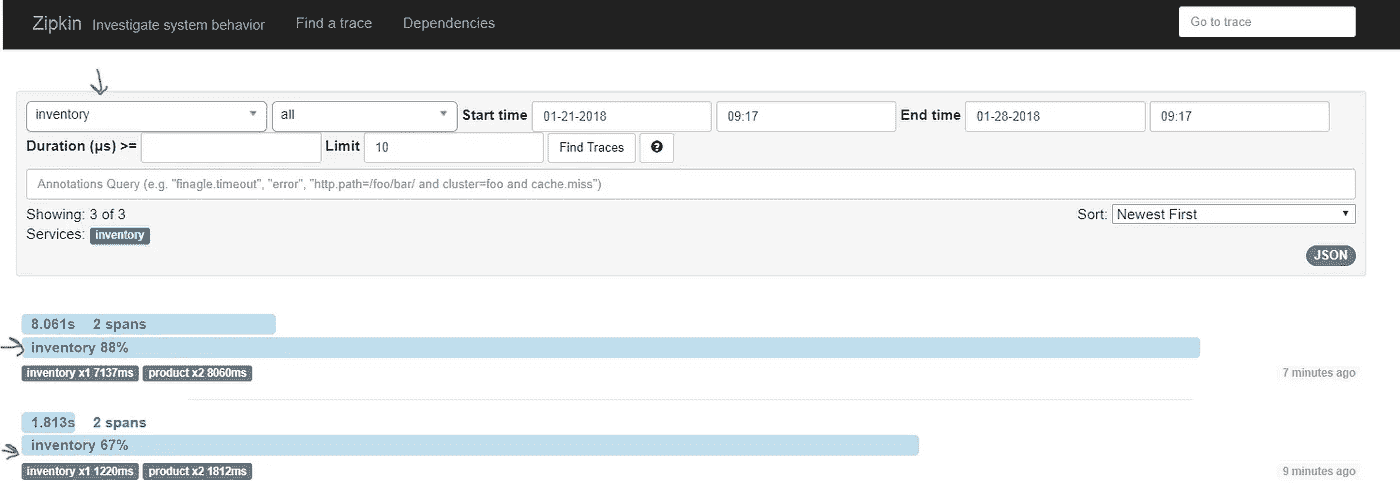 Zipkin Investigate system behavior Find a trace Dependencies Go to trace
inventory all Start time 01-21-2018 09:17 End time 01-28-2018 09:17
Duration (µs) >= Limit 10 Find Traces ?
Annotations Query (e.g. "finagle.timeout", "error", "http.path=/foo/bar/ and cluster=foo and cache.miss")
Showing: 3 of 3 Sort: Newest First
Services: inventory
JSON
8.061s 2 spans
inventory 88%
inventory x1 7137ms product x2 8060ms 7 minutes ago
1.813s 2 spans
inventory 67%
inventory x1 1220ms product x2 1812ms 9 minutes ago